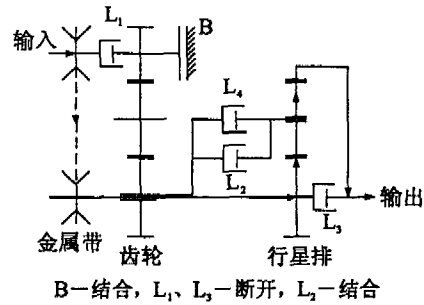 L₁
B
输入
L₄
L₂
输出
L₃
金属带 齿轮 行星排
B—结合，L₁、L₃—断开，L₂—结合